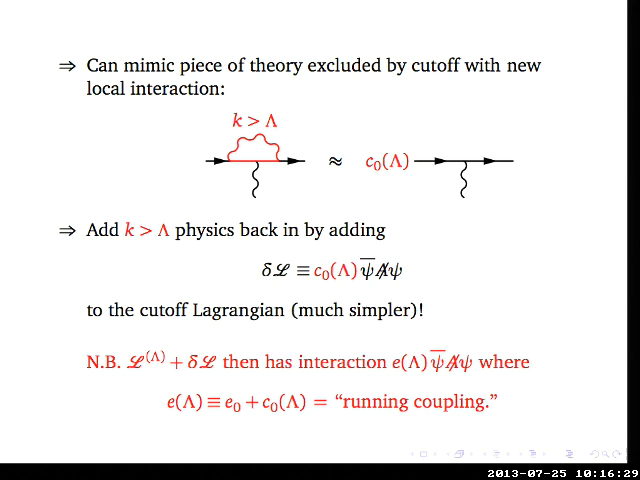 ⇒ Can mimic piece of theory excluded by cutoff with new
local interaction:
k > Λ
≈ c₀(Λ)
⇒ Add k > Λ physics back in by adding
δℒ ≡ c₀(Λ)ψ̅A̸ψ
to the cutoff Lagrangian (much simpler)!
N.B. ℒ^(Λ) + δℒ then has interaction e(Λ)ψ̅A̸ψ where
e(Λ) ≡ e₀ + c₀(Λ) = “running coupling.”
2013-07-25 10:16:29